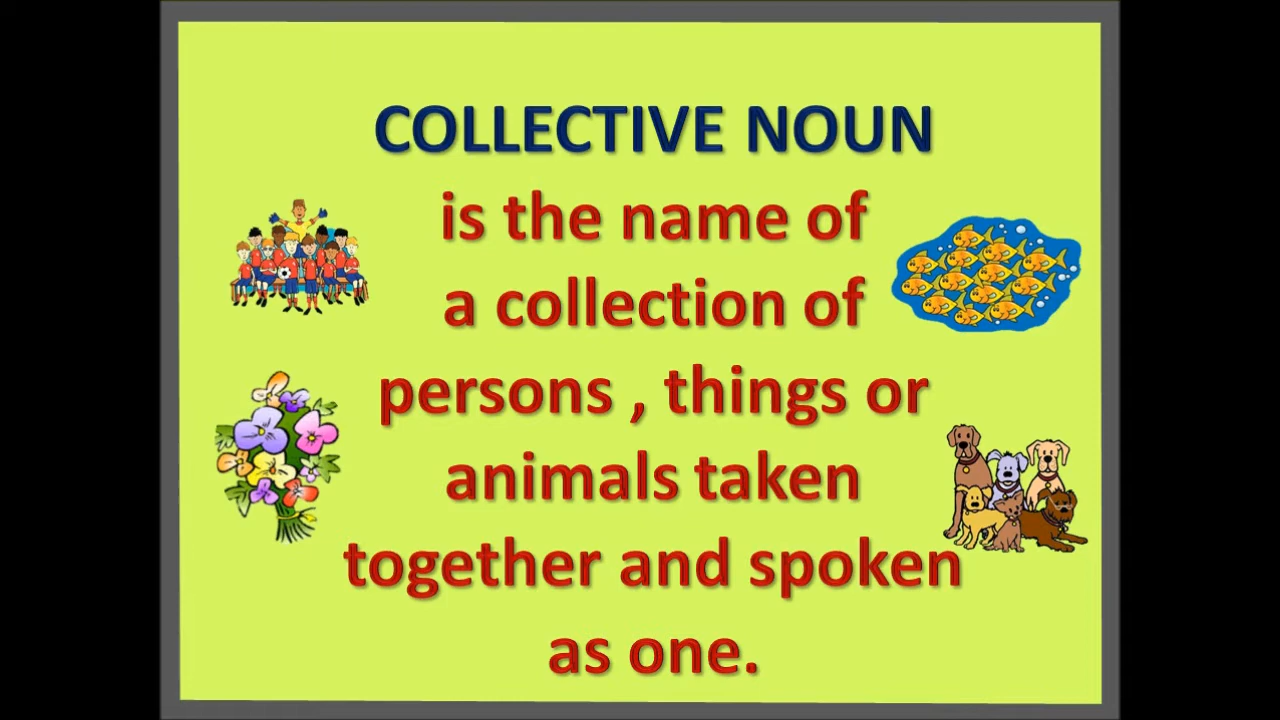 COLLECTIVE NOUN
is the name of
a collection of
persons , things or
animals taken
together and spoken
as one.